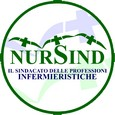 NURSIND
IL SINDACATO DELLE PROFESSIONI
INFERMIERISTICHE